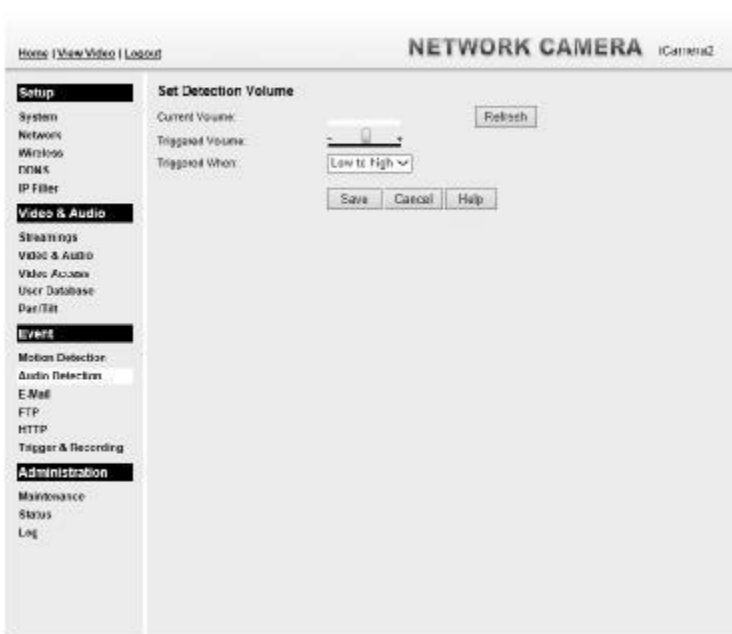 Home | View Video | Logout
NETWORK CAMERA iCamera2
Setup
System
Network
Wireless
DDNS
IP Filter
Video & Audio
Streamings
Video & Audio
Video Access
User Database
Pan/Tilt
Event
Motion Detection
Audio Detection
E-Mail
FTP
HTTP
Trigger & Recording
Administration
Maintenance
Status
Log
Set Detection Volume
Current Volume:
Refresh
Triggered Volume:
- +
Triggered When:
Low to high
Save Cancel Help